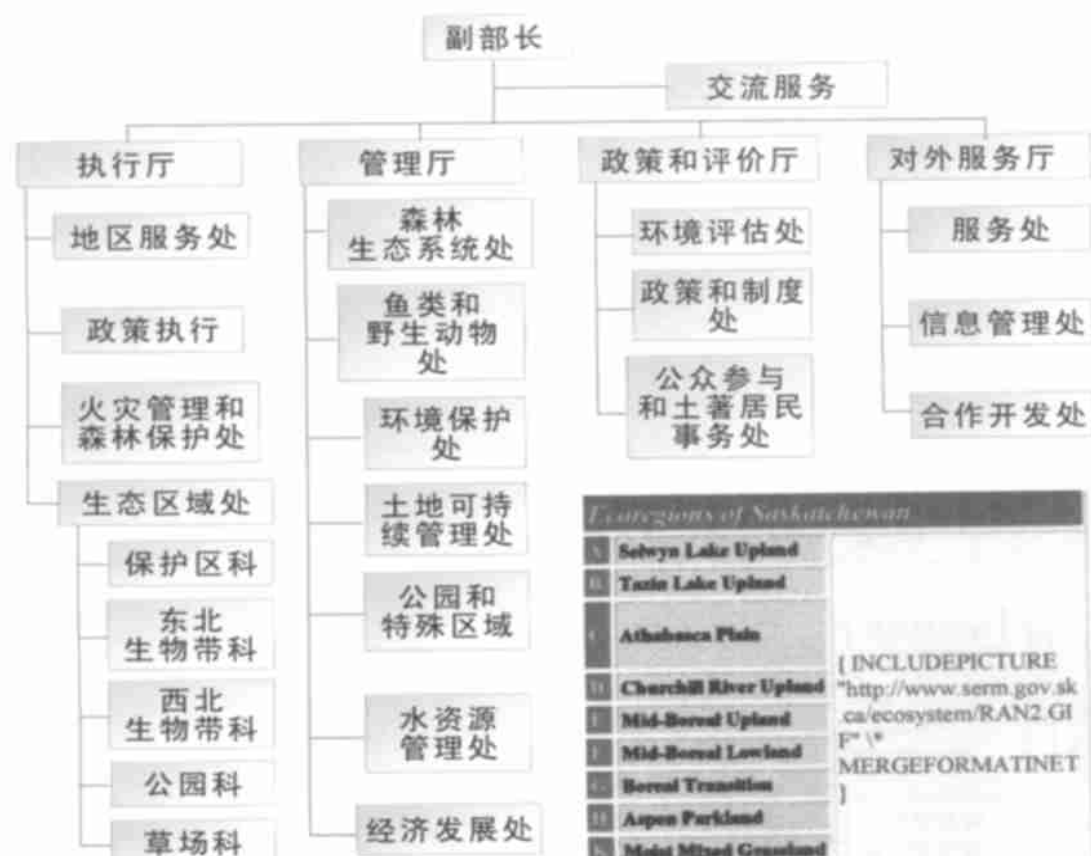 副部长
交流服务
执行厅
地区服务处
政策执行
火灾管理和
森林保护处
生态区域处
保护区科
东北
生物带科
西北
生物带科
公园科
草场科
管理厅
森林
生态系统处
鱼类和
野生动物
处
环境保护
处
土地可持
续管理处
公园和
特殊区域
水资源
管理处
经济发展处
政策和评价厅
环境评估处
政策和制度
处
公众参与
和土著居民
事务处
对外服务厅
服务处
信息管理处
合作开发处
Ecoregions of Saskatchewan
Selwyn Lake Upland
Tazin Lake Upland
Athabasca Plain
Churchill River Upland
Mid-Boreal Upland
Mid-Boreal Lowland
Boreal Transition
Aspen Parkland
Moist Mixed Grassland
{ INCLUDEPICTURE
"http://www.serm.gov.sk
.ca/ecosystem/RAN2.GI
F" \*
MERGEFORMATINET
}